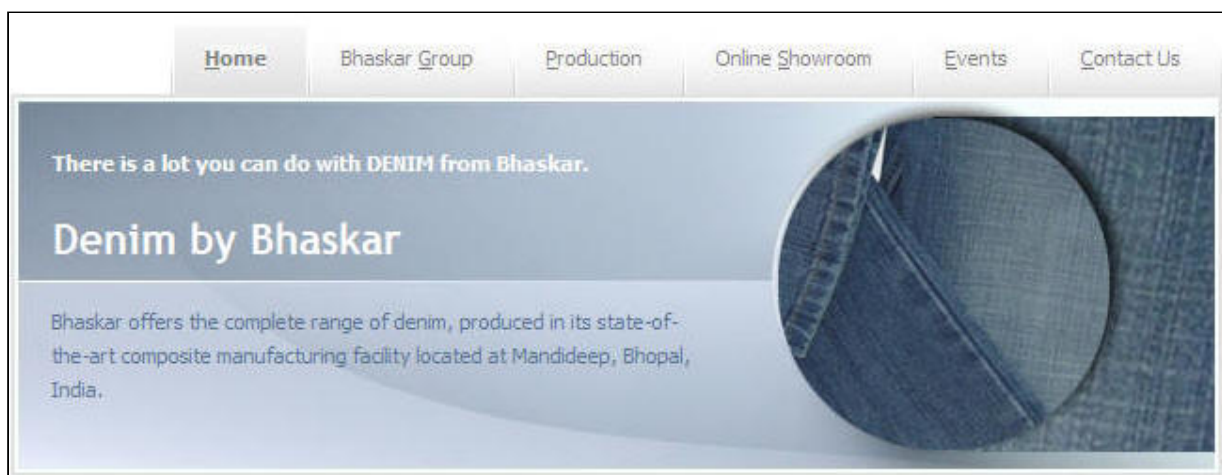 Home Bhaskar Group Production Online Showroom Events Contact Us
There is a lot you can do with DENIM from Bhaskar.
Denim by Bhaskar
Bhaskar offers the complete range of denim, produced in its state-of-
the-art composite manufacturing facility located at Mandideep, Bhopal,
India.